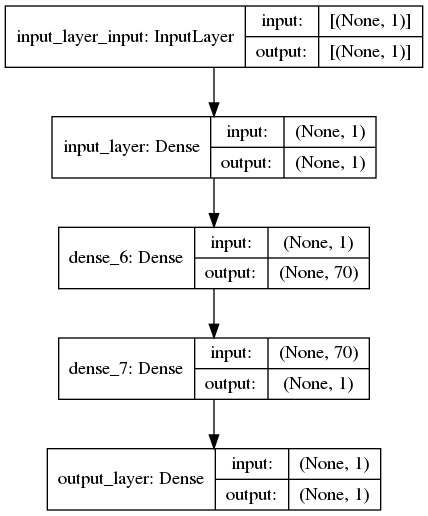 input_layer_input: InputLayer
input: [(None, 1)]
output: [(None, 1)]
input_layer: Dense
input: (None, 1)
output: (None, 1)
dense_6: Dense
input: (None, 1)
output: (None, 70)
dense_7: Dense
input: (None, 70)
output: (None, 1)
output_layer: Dense
input: (None, 1)
output: (None, 1)